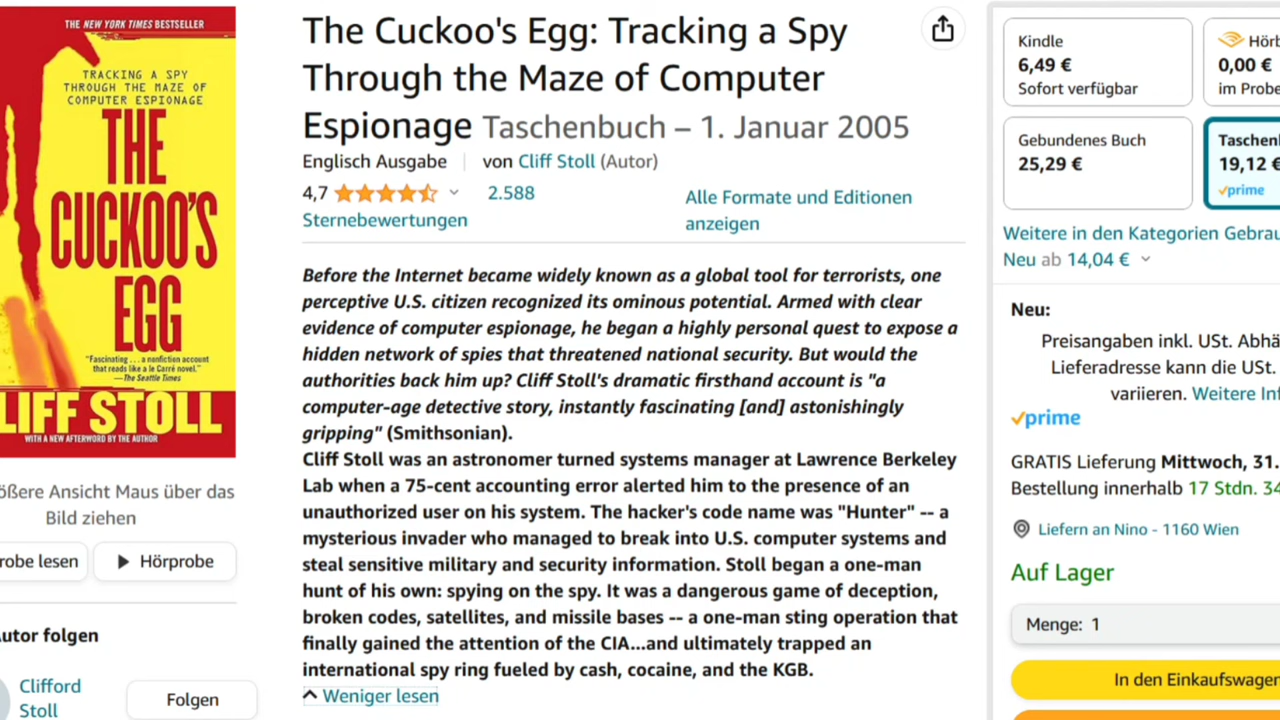 THE NEW YORK TIMES BESTSELLER
TRACKING A SPY
THROUGH THE MAZE OF
COMPUTER ESPIONAGE
THE
CUCKOO'S
EGG
"Fascinating . . . a nonfiction account
that reads like a le Carré novel."
—The Seattle Times
LIFF STOLL
WITH A NEW AFTERWORD BY THE AUTHOR
ößere Ansicht Maus über das
Bild ziehen
robe lesen
Hörprobe
utor folgen
Clifford
Stoll
Folgen
The Cuckoo's Egg: Tracking a Spy
Through the Maze of Computer
Espionage Taschenbuch – 1. Januar 2005
Englisch Ausgabe von Cliff Stoll (Autor)
4,7 2.588
Sternebewertungen
Alle Formate und Editionen
anzeigen
Before the Internet became widely known as a global tool for terrorists, one
perceptive U.S. citizen recognized its ominous potential. Armed with clear
evidence of computer espionage, he began a highly personal quest to expose a
hidden network of spies that threatened national security. But would the
authorities back him up? Cliff Stoll's dramatic firsthand account is "a
computer-age detective story, instantly fascinating [and] astonishingly
gripping" (Smithsonian).
Cliff Stoll was an astronomer turned systems manager at Lawrence Berkeley
Lab when a 75-cent accounting error alerted him to the presence of an
unauthorized user on his system. The hacker's code name was "Hunter" -- a
mysterious invader who managed to break into U.S. computer systems and
steal sensitive military and security information. Stoll began a one-man
hunt of his own: spying on the spy. It was a dangerous game of deception,
broken codes, satellites, and missile bases -- a one-man sting operation that
finally gained the attention of the CIA...and ultimately trapped an
international spy ring fueled by cash, cocaine, and the KGB.
Weniger lesen
Kindle
6,49 €
Sofort verfügbar
Hörb
0,00 €
im Probe
Gebundenes Buch
25,29 €
Taschenb
19,12 €
prime
Weitere in den Kategorien Gebrau
Neu ab 14,04 €
Neu:
Preisangaben inkl. USt. Abhä
Lieferadresse kann die USt.
variieren. Weitere Inf
prime
GRATIS Lieferung Mittwoch, 31.
Bestellung innerhalb 17 Stdn. 34
Liefern an Nino - 1160 Wien
Auf Lager
Menge: 1
In den Einkaufswagen